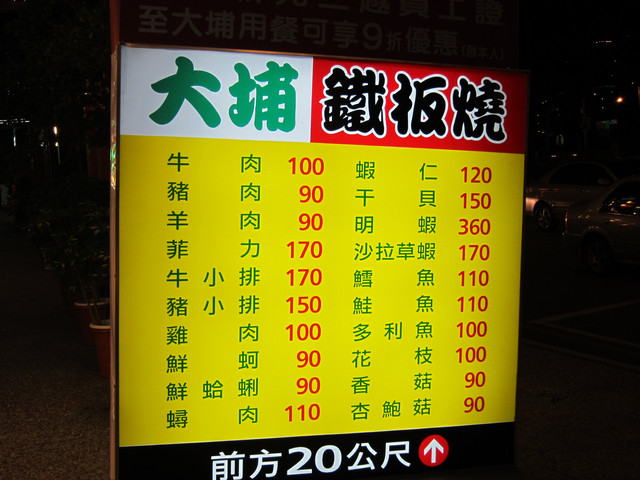 至大埔用餐可享9折優惠(限本人)
大埔 鐵板燒
牛肉 100
豬肉 90
羊肉 90
菲力 170
牛小排 170
豬小排 150
雞肉 100
鮮蚵 90
鮮蛤蜊 90
蟳肉 110
蝦仁 120
干貝 150
明蝦 360
沙拉草蝦 170
鱈魚 110
鮭魚 110
多利魚 100
花枝 100
香菇 90
杏鮑菇 90
前方20公尺